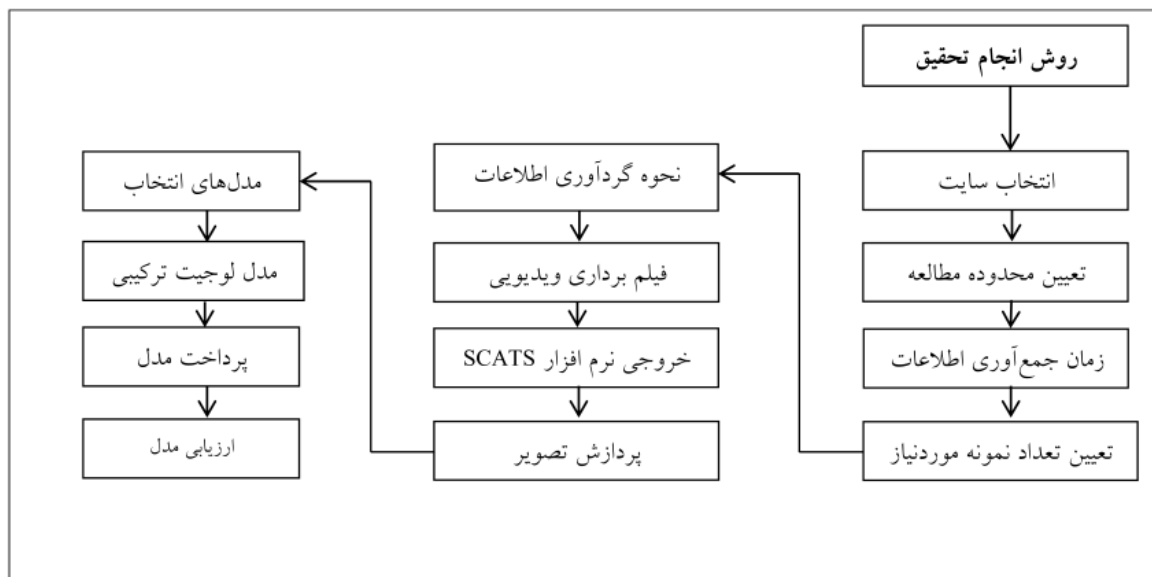 روش انجام تحقیق
انتخاب سایت
تعیین محدوده مطالعه
زمان جمع‌آوری اطلاعات
تعیین تعداد نمونه موردنیاز
نحوه گردآوری اطلاعات
فیلم برداری ویدیویی
خروجی نرم افزار SCATS
پردازش تصویر
مدل‌های انتخاب
مدل لوجیت ترکیبی
پرداخت مدل
ارزیابی مدل